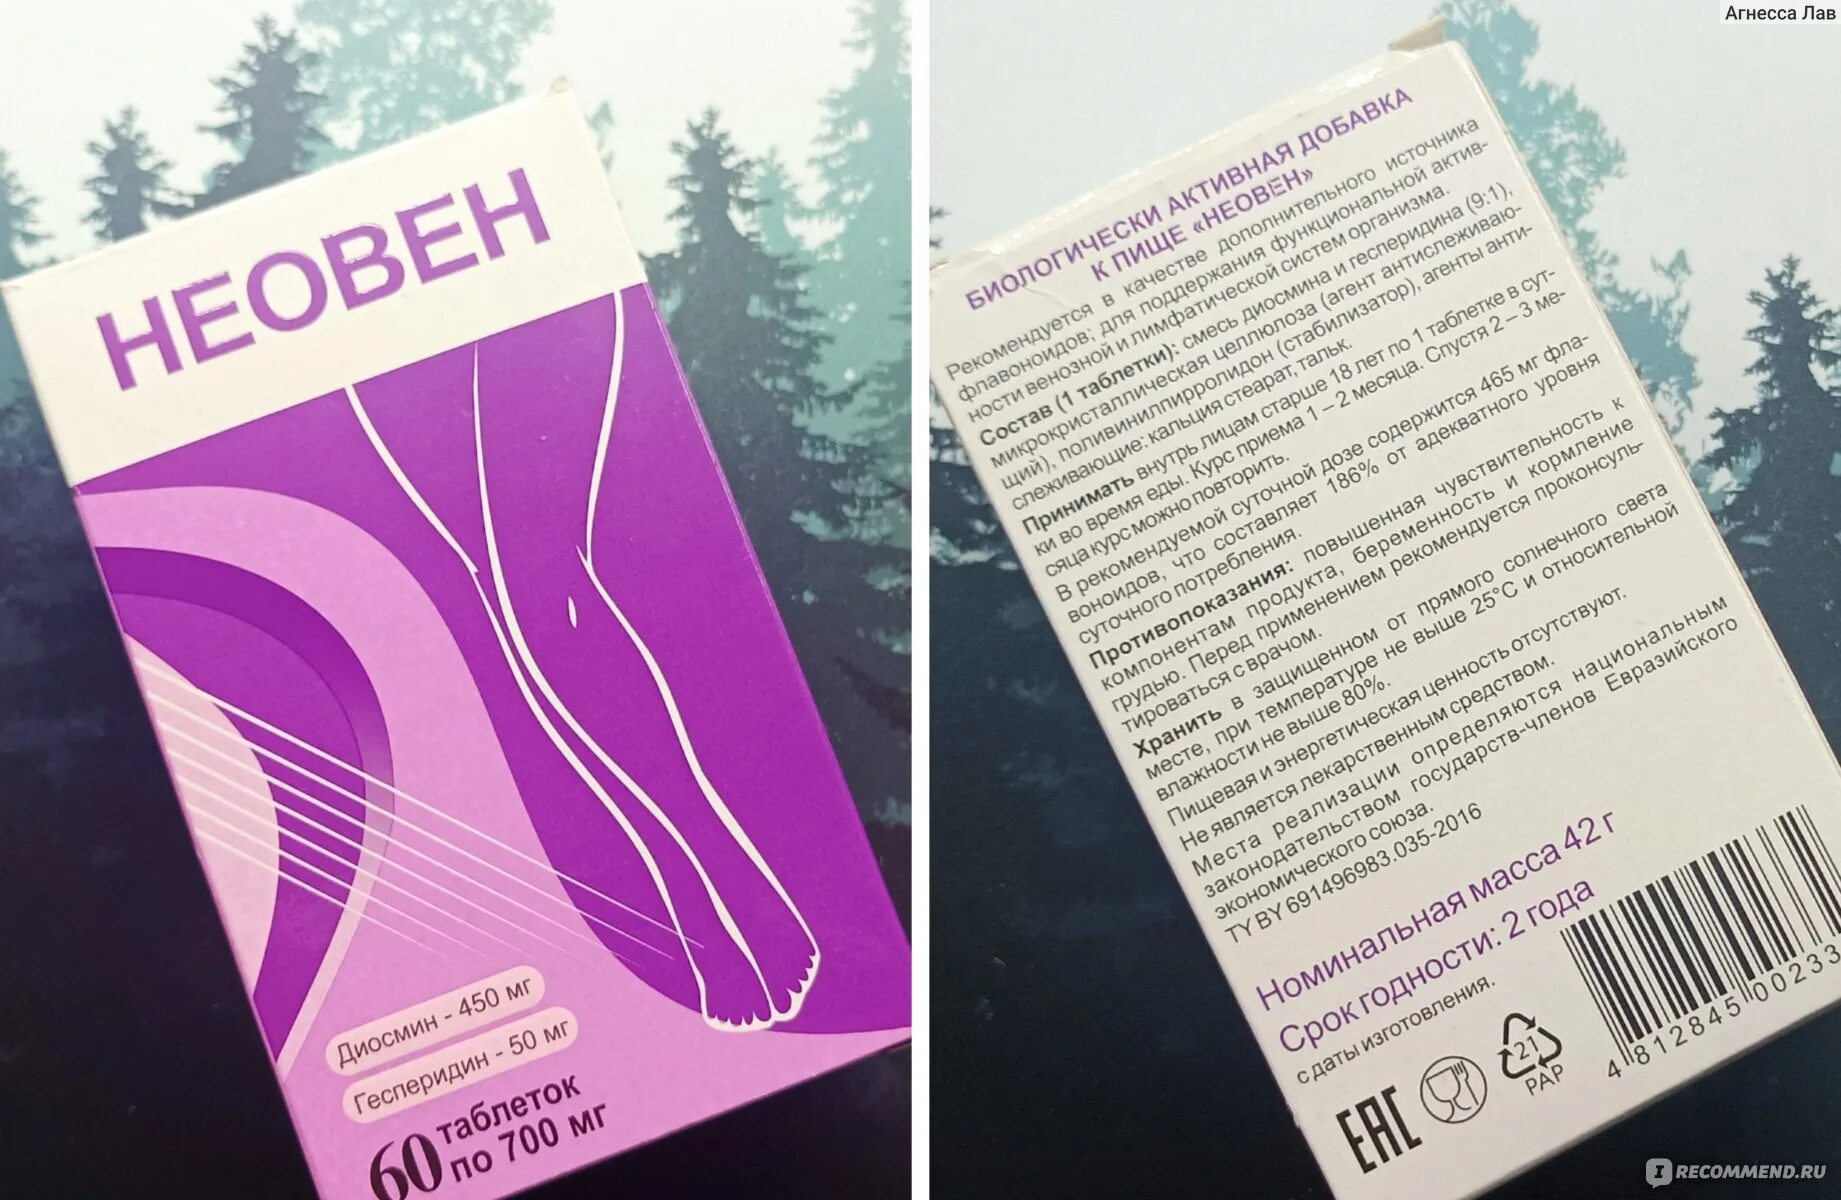 НЕОВЕН
Диосмин - 450 мг
Гесперидин - 50 мг
60 таблеток
по 700 мг
Агнесса Лав
БИОЛОГИЧЕСКИ АКТИВНАЯ ДОБАВКА
К ПИЩЕ «НЕОВЕН»
Рекомендуется в качестве дополнительного источника
флавоноидов; для поддержания функциональной актив-
ности венозной и лимфатической систем организма.
Состав (1 таблетки): смесь диосмина и гесперидина (9:1),
микрокристаллическая целлюлоза (агент антислеживаю-
щий), поливинилпирролидон (стабилизатор), агенты анти-
слеживающие: кальция стеарат, тальк.
Принимать внутрь лицам старше 18 лет по 1 таблетке в сут-
ки во время еды. Курс приема 1 – 2 месяца. Спустя 2 – 3 ме-
сяца курс можно повторить.
В рекомендуемой суточной дозе содержится 465 мг фла-
воноидов, что составляет 186% от адекватного уровня
суточного потребления.
Противопоказания: повышенная чувствительность к
компонентам продукта, беременность и кормление
грудью. Перед применением рекомендуется проконсуль-
тироваться с врачом.
Хранить в защищенном от прямого солнечного света
месте, при температуре не выше 25°С и относительной
влажности не выше 80%.
Пищевая и энергетическая ценность отсутствуют.
Не является лекарственным средством.
Места реализации определяются национальным
законодательством государств-членов Евразийского
экономического союза.
ТУ BY 691496983.035-2016
Номинальная масса 42 г
Срок годности: 2 года
с даты изготовления.
EAC
21
PAP
4 812845 00233
IRECOMMEND.RU